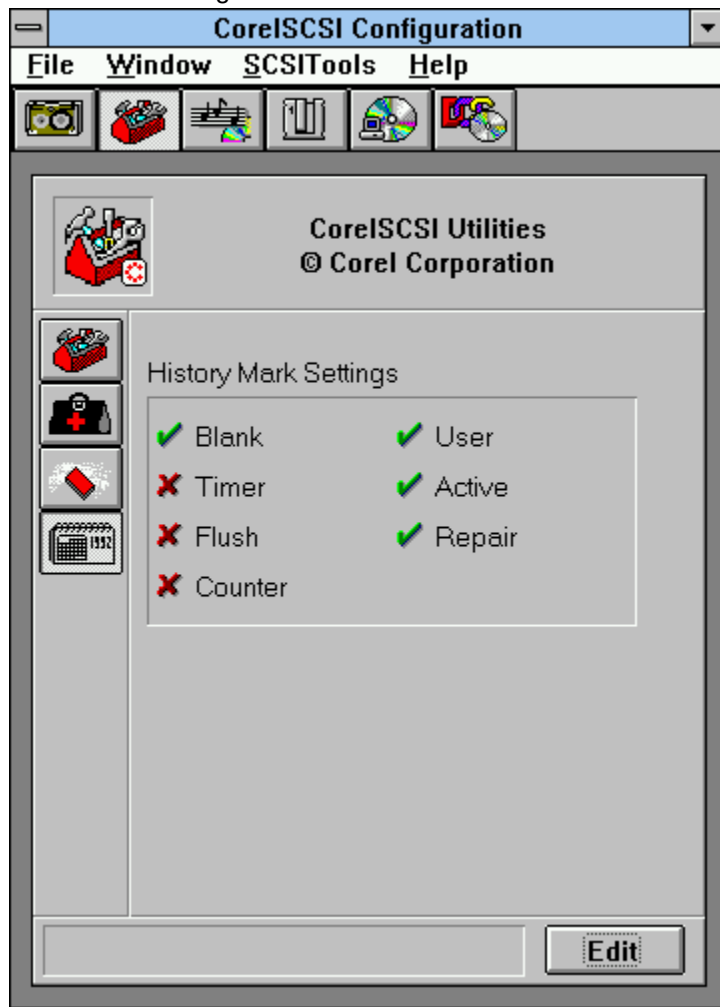 CorelSCSI Configuration
File Window SCSITools Help
CorelSCSI Utilities
© Corel Corporation
1992
History Mark Settings
Blank User
Timer Active
Flush Repair
Counter
Edit